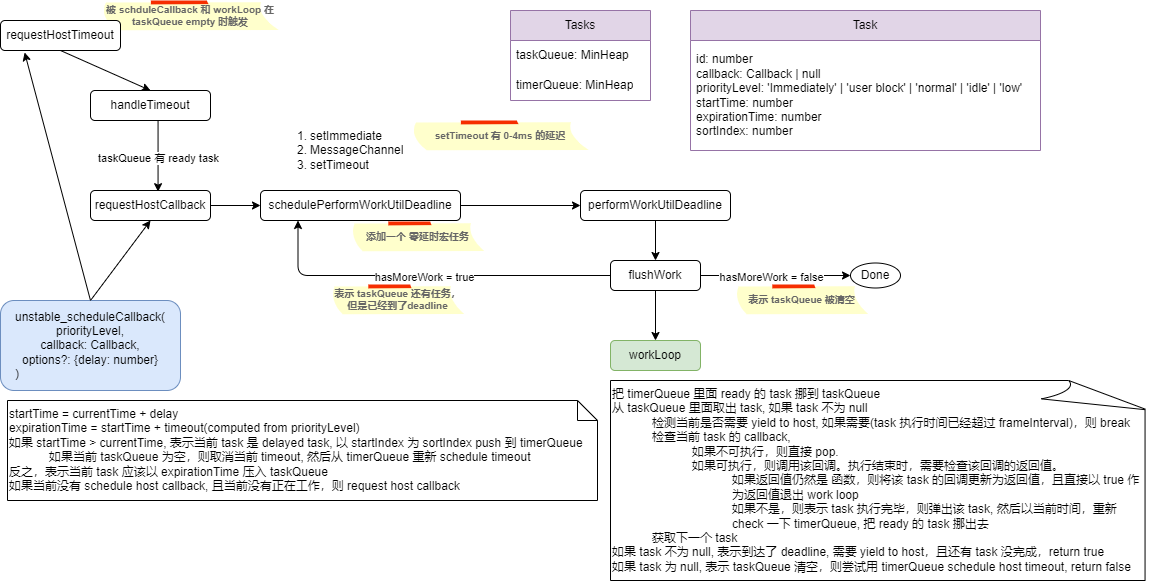 被 schduleCallback 和 workLoop 在
taskQueue empty 时触发
requestHostTimeout
handleTimeout
taskQueue 有 ready task
requestHostCallback
1. setImmediate
2. MessageChannel
3. setTimeout
setTimeout 有 0-4ms 的延迟
Tasks
taskQueue: MinHeap
timerQueue: MinHeap
Task
id: number
callback: Callback | null
priorityLevel: 'Immediately' | 'user block' | 'normal' | 'idle' | 'low'
startTime: number
expirationTime: number
sortIndex: number
schedulePerformWorkUtilDeadline
performWorkUtilDeadline
添加一个 零延时宏任务
flushWork
hasMoreWork = true
表示 taskQueue 还有任务，
但是已经到了deadline
hasMoreWork = false
Done
表示 taskQueue 被清空
unstable_scheduleCallback(
priorityLevel,
callback: Callback,
options?: {delay: number}
)
workLoop
startTime = currentTime + delay
expirationTime = startTime + timeout(computed from priorityLevel)
如果 startTime > currentTime, 表示当前 task 是 delayed task, 以 startIndex 为 sortIndex push 到 timerQueue
如果当前 taskQueue 为空，则取消当前 timeout, 然后从 timerQueue 重新 schedule timeout
反之，表示当前 task 应该以 expirationTime 压入 taskQueue
如果当前没有 schedule host callback, 且当前没有正在工作，则 request host callback
把 timerQueue 里面 ready 的 task 挪到 taskQueue
从 taskQueue 里面取出 task, 如果 task 不为 null
检测当前是否需要 yield to host, 如果需要(task 执行时间已经超过 frameInterval)，则 break
检查当前 task 的 callback,
如果不可执行，则直接 pop.
如果可执行，则调用该回调。执行结束时，需要检查该回调的返回值。
如果返回值仍然是 函数，则将该 task 的回调更新为返回值，且直接以 true 作
为返回值退出 work loop
如果不是，则表示 task 执行完毕，则弹出该 task, 然后以当前时间，重新
check 一下 timerQueue, 把 ready 的 task 挪出去
获取下一个 task
如果 task 不为 null, 表示到达了 deadline, 需要 yield to host，且还有 task 没完成，return true
如果 task 为 null, 表示 taskQueue 清空，则尝试用 timerQueue schedule host timeout, return false